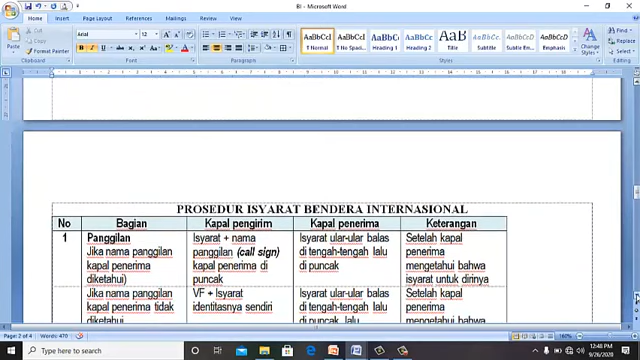 BI - Microsoft Word
Home Insert Page Layout References Mailings Review View
Cut
Copy
Format Painter
Paste
Clipboard
Arial 12
Font
Paragraph
AaBbCcI AaBbCc
¶ Normal ¶ No Spaci... Heading 1 Heading 2 Title Subtitle Subtle Em... Emphasis
Styles
Change Styles
Find
Replace
Select
Editing
PROSEDUR ISYARAT BENDERA INTERNASIONAL
No Bagian Kapal pengirim Kapal penerima Keterangan
1 Panggilan Isyarat + nama Isyarat ular-ular balas Setelah kapal
Jika nama panggilan panggilan (call sign) di tengah-tengah lalu penerima
kapal penerima kapal penerima di di puncak mengetahui bahwa
diketahui) puncak isyarat untuk dirinya
Jika nama panggilan VF + Isyarat Isyarat ular-ular balas Setelah kapal
kapal penerima tidak identitasnya sendiri di tengah-tengah lalu penerima
diketahui di puncak, lalu mengetahui bahwa
Page: 2 of 4 Words: 470
160%
Type here to search
12:48 PM
9/26/2020